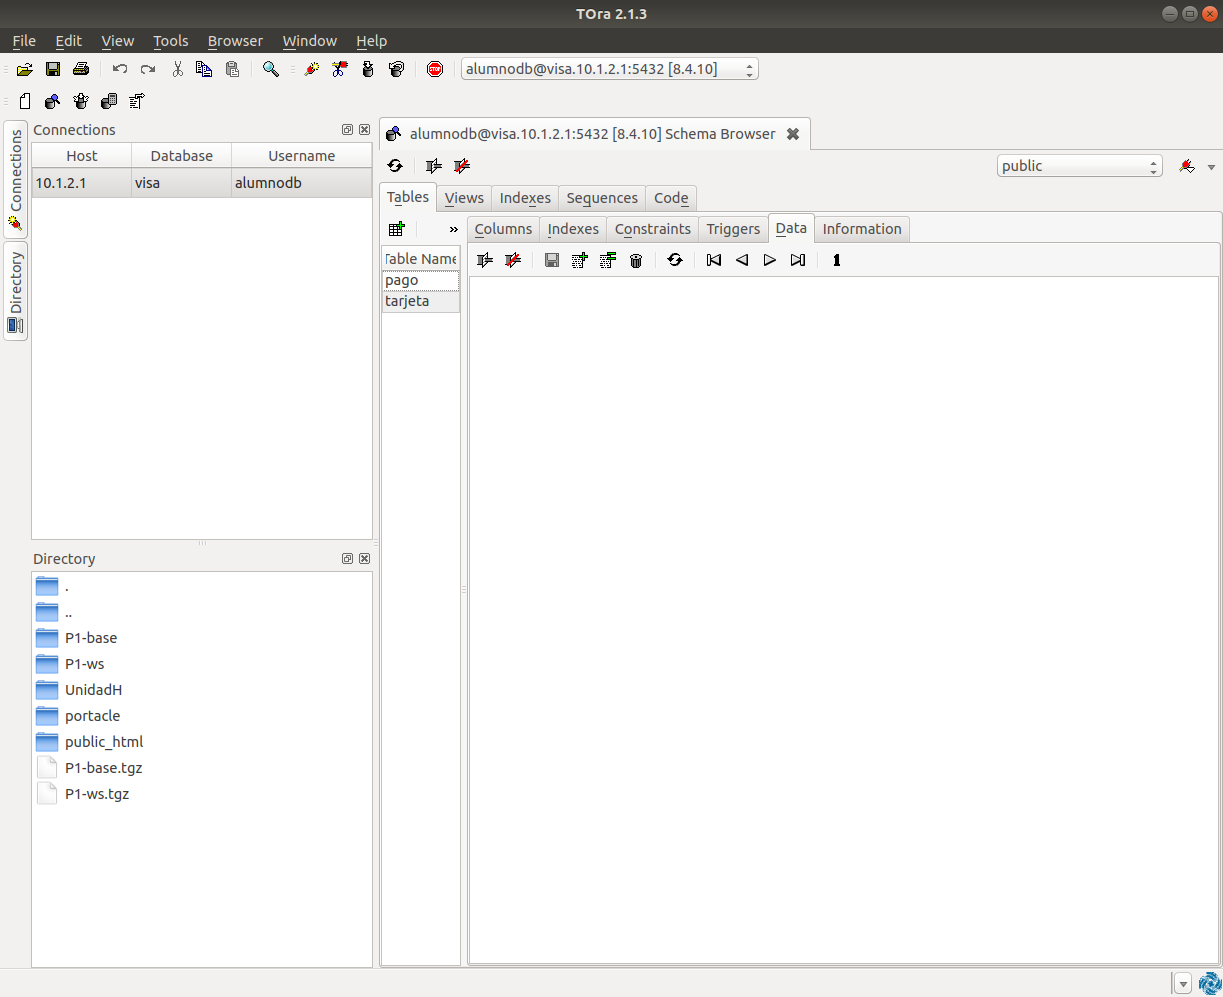 TOra 2.1.3
File Edit View Tools Browser Window Help
STOP
alumnodb@visa.10.1.2.1:5432 [8.4.10]
Connections
Directory
Connections
Host Database Username
10.1.2.1 visa alumnodb
Directory
.
..
P1-base
P1-ws
UnidadH
portacle
public_html
P1-base.tgz
P1-ws.tgz
alumnodb@visa.10.1.2.1:5432 [8.4.10] Schema Browser
public
Tables Views Indexes Sequences Code
»
Table Name
pago
tarjeta
Columns Indexes Constraints Triggers Data Information
1